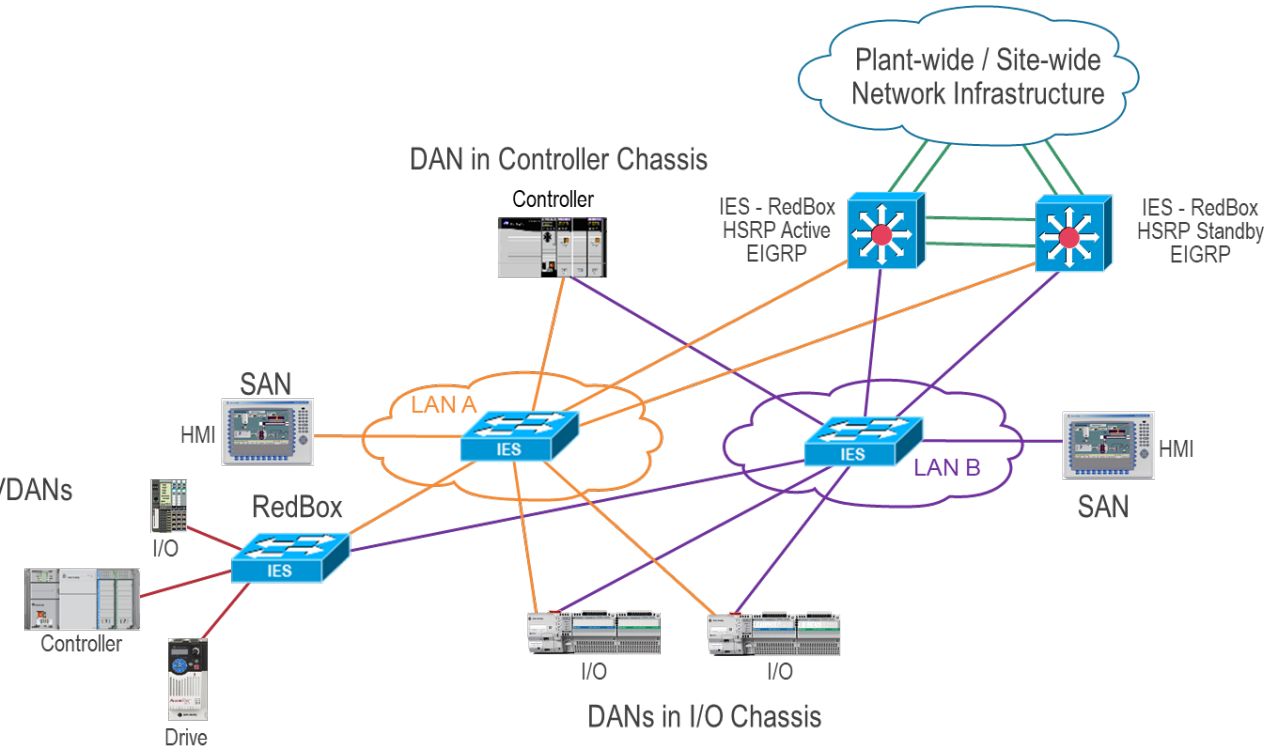 Plant-wide / Site-wide
Network Infrastructure
DAN in Controller Chassis
Controller
IES - RedBox
HSRP Active
EIGRP
IES - RedBox
HSRP Standby
EIGRP
SAN
HMI
LAN A
IES
IES
LAN B
HMI
SAN
/DANs
I/O
RedBox
IES
Controller
Drive
I/O
I/O
DANs in I/O Chassis